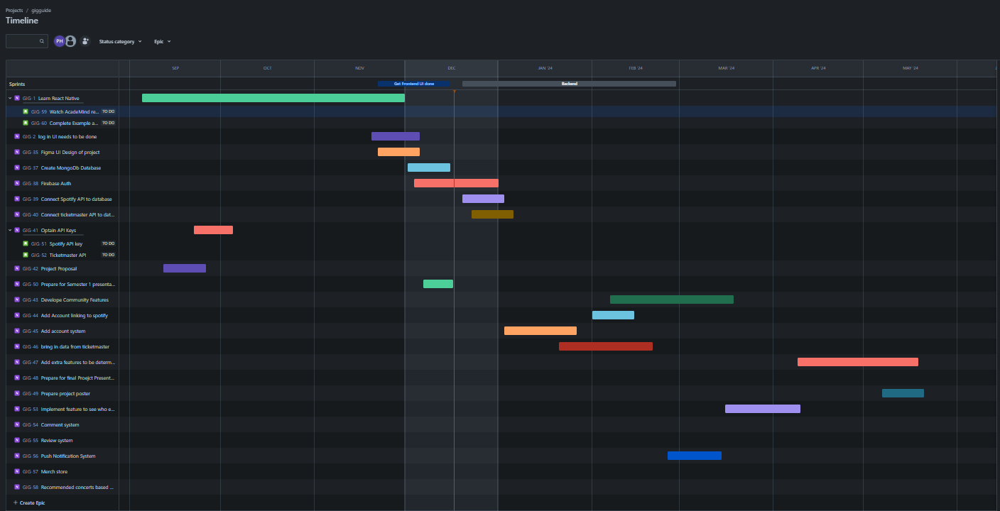 Projects / gigguide
Timeline
PH Status category Epic
SEP OCT NOV DEC JAN '24 FEB '24 MAR '24 APR '24 MAY '24
Sprints Get Frontend UI done Backend
GIG-1 Learn React Native
GIG-59 Watch AcadeMind re... TO DO
GIG-60 Complete Example a... TO DO
GIG-2 log in UI needs to be done
GIG-35 Figma UI Design of project
GIG-37 Create MongoDb Database
GIG-38 Firebase Auth
GIG-39 Connect Spotify API to database
GIG-40 Connect ticketmaster API to dat...
GIG-41 Optain API Keys
GIG-51 Spotify API key TO DO
GIG-52 Ticketmaster API TO DO
GIG-42 Project Proposal
GIG-50 Prepare for Semester 1 presenta...
GIG-43 Develope Community Features
GIG-44 Add Account linking to spotify
GIG-45 Add account system
GIG-46 bring in data from ticketmaster
GIG-47 Add extra features to be determ...
GIG-48 Prepare for final Proejct Present...
GIG-49 Prepare project poster
GIG-53 Implement feature to see who e...
GIG-54 Comment system
GIG-55 Review system
GIG-56 Push Notification System
GIG-57 Merch store
GIG-58 Recommended concerts based ...
+ Create Epic